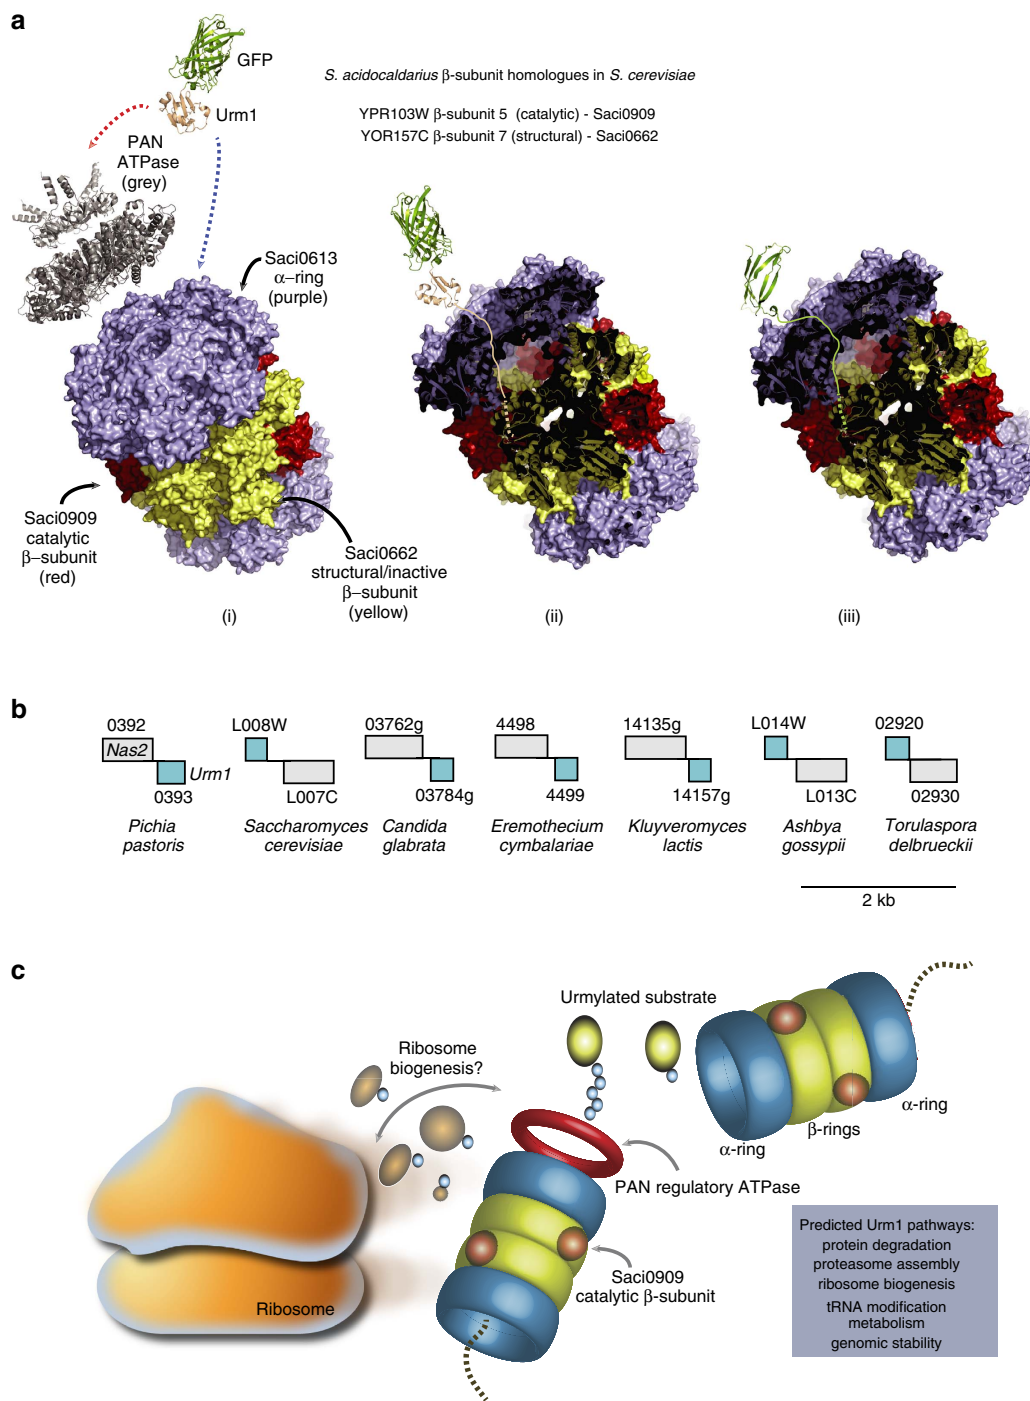 a
GFP
Urm1
PAN
ATPase
(grey)
S. acidocaldarius β-subunit homologues in S. cerevisiae
YPR103W β-subunit 5 (catalytic) - Saci0909
YOR157C β-subunit 7 (structural) - Saci0662
Saci0613
α–ring
(purple)
Saci0909
catalytic
β–subunit
(red)
Saci0662
structural/inactive
β–subunit
(yellow)
(i)
(ii)
(iii)
b
0392
Nas2
Urm1
0393
Pichia
pastoris
L008W
L007C
Saccharomyces
cerevisiae
03762g
03784g
Candida
glabrata
4498
4499
Eremothecium
cymbalariae
14135g
14157g
Kluyveromyces
lactis
L014W
L013C
Ashbya
gossypii
02920
02930
Torulaspora
delbrueckii
2 kb
c
Urmylated substrate
Ribosome
biogenesis?
α-ring
β-rings
α-ring
PAN regulatory ATPase
Saci0909
catalytic β-subunit
Ribosome
Predicted Urm1 pathways:
protein degradation
proteasome assembly
ribosome biogenesis
tRNA modification
metabolism
genomic stability